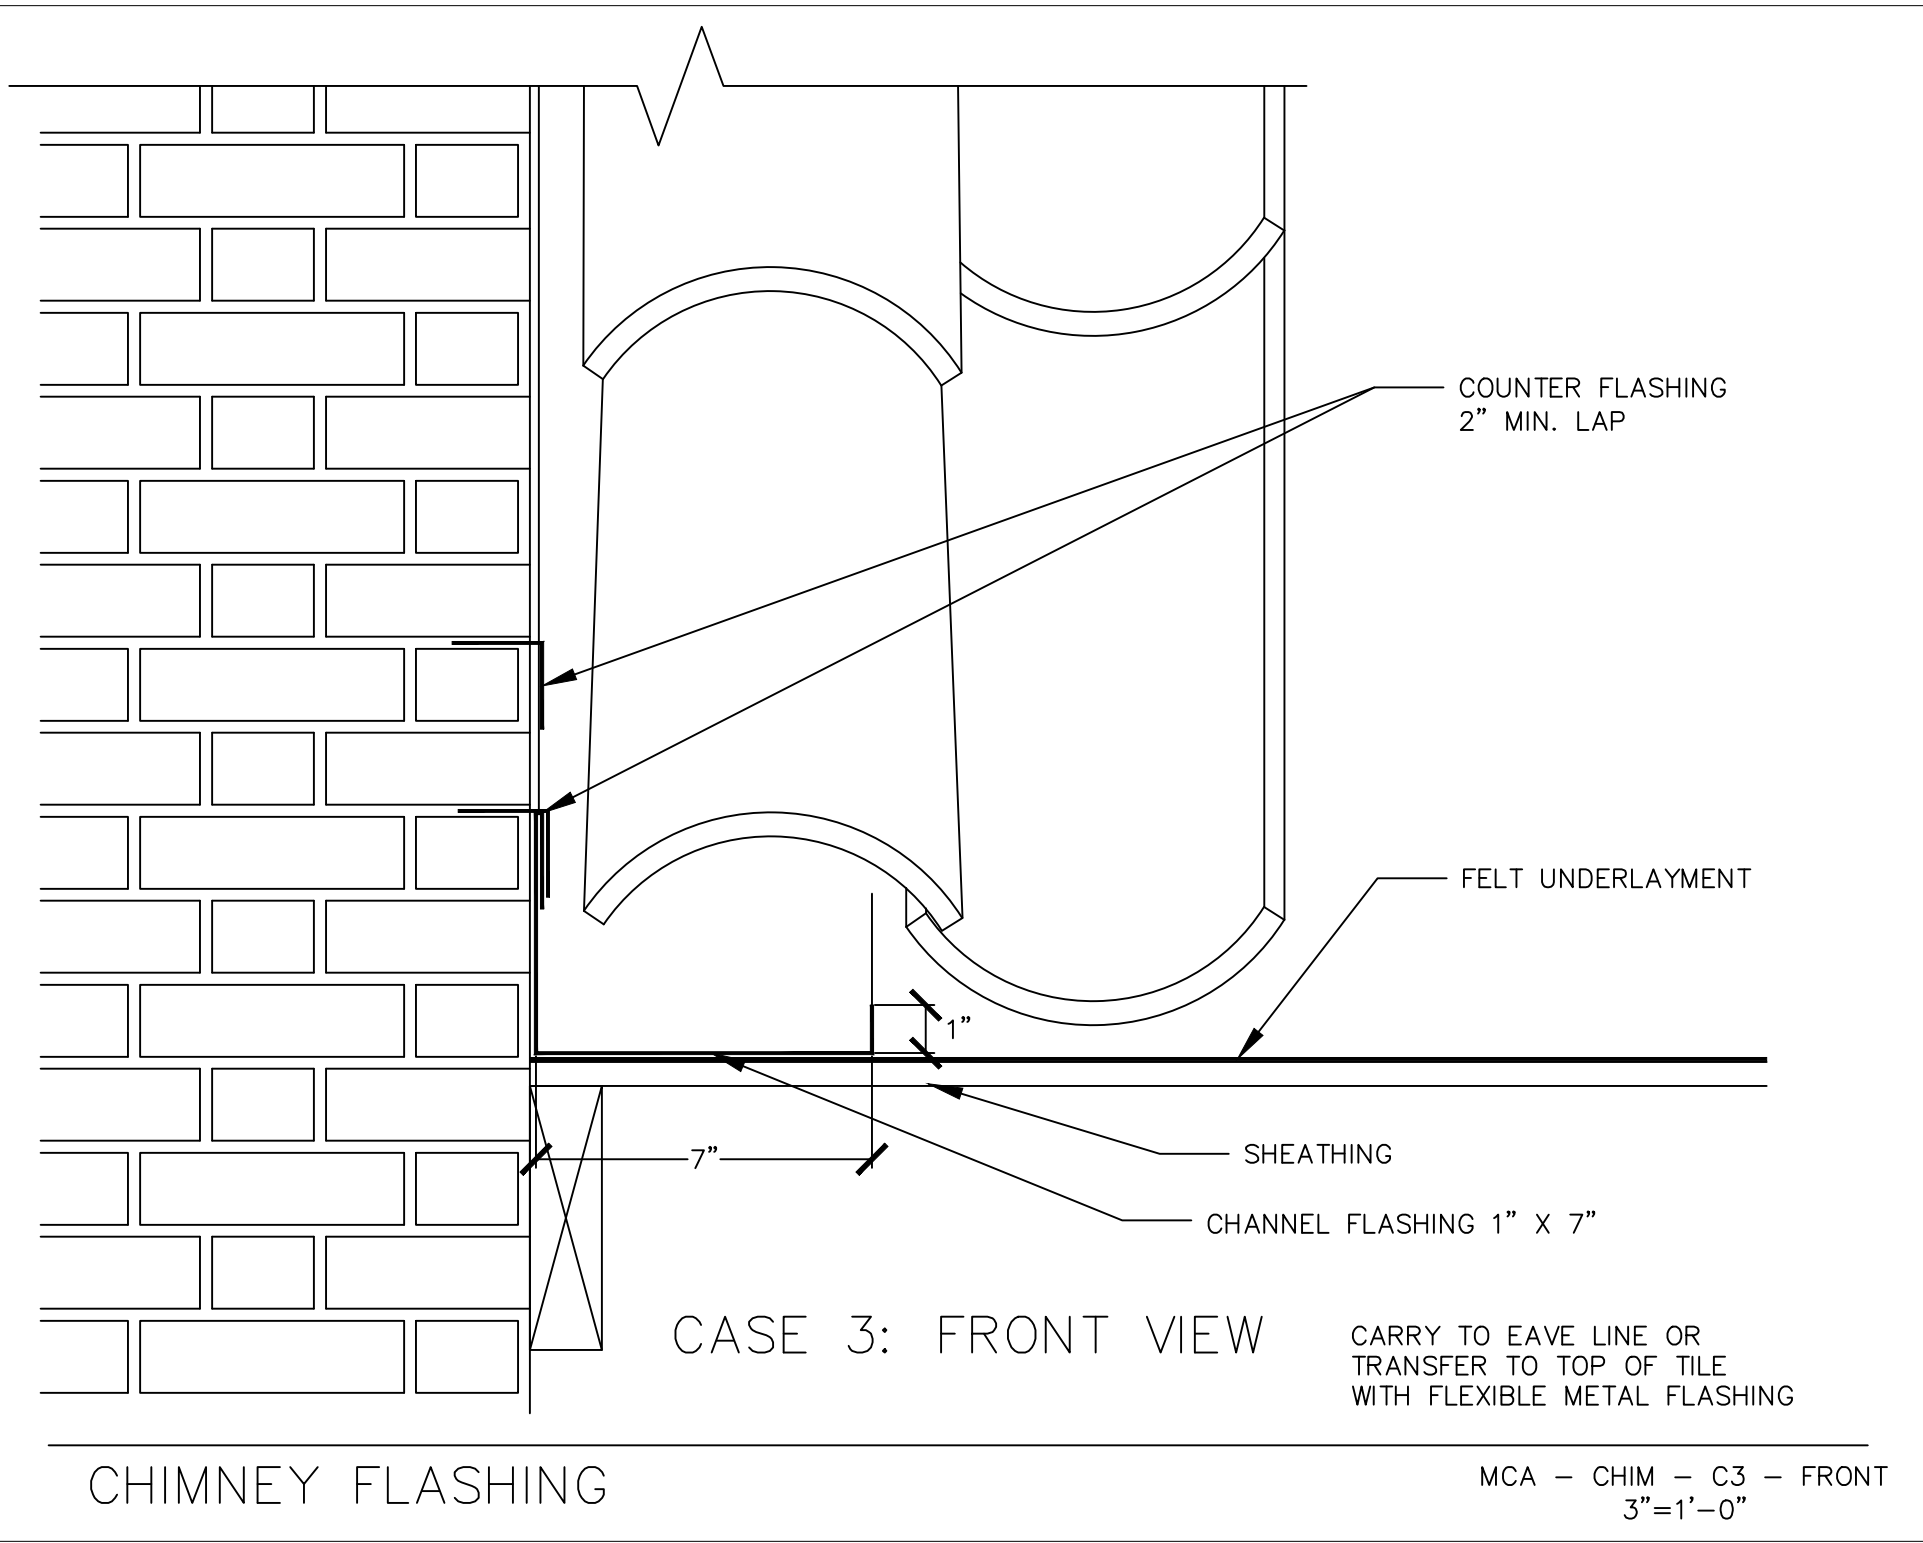 COUNTER FLASHING
2” MIN. LAP
FELT UNDERLAYMENT
1”
7”
SHEATHING
CHANNEL FLASHING 1” X 7”
CASE 3: FRONT VIEW
CARRY TO EAVE LINE OR
TRANSFER TO TOP OF TILE
WITH FLEXIBLE METAL FLASHING
CHIMNEY FLASHING
MCA – CHIM – C3 – FRONT
3”=1’–0”